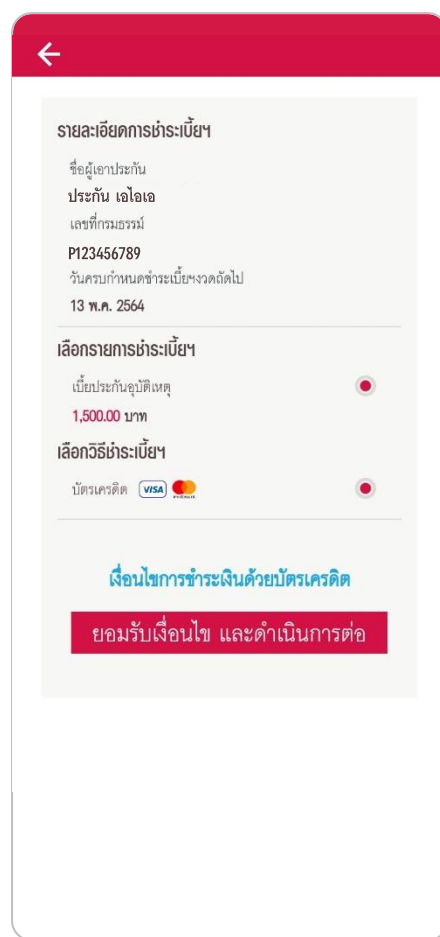 รายละเอียดการชำระเบี้ยฯ
ชื่อผู้เอาประกัน
ประกัน เอไอเอ
เลขที่กรมธรรม์
P123456789
วันครบกำหนดชำระเบี้ยฯงวดถัดไป
13 พ.ค. 2564
เลือกรายการชำระเบี้ยฯ
เบี้ยประกันอุบัติเหตุ
1,500.00 บาท
เลือกวิธีชำระเบี้ยฯ
บัตรเครดิต VISA
เงื่อนไขการชำระเงินด้วยบัตรเครดิต
ยอมรับเงื่อนไข และดำเนินการต่อ